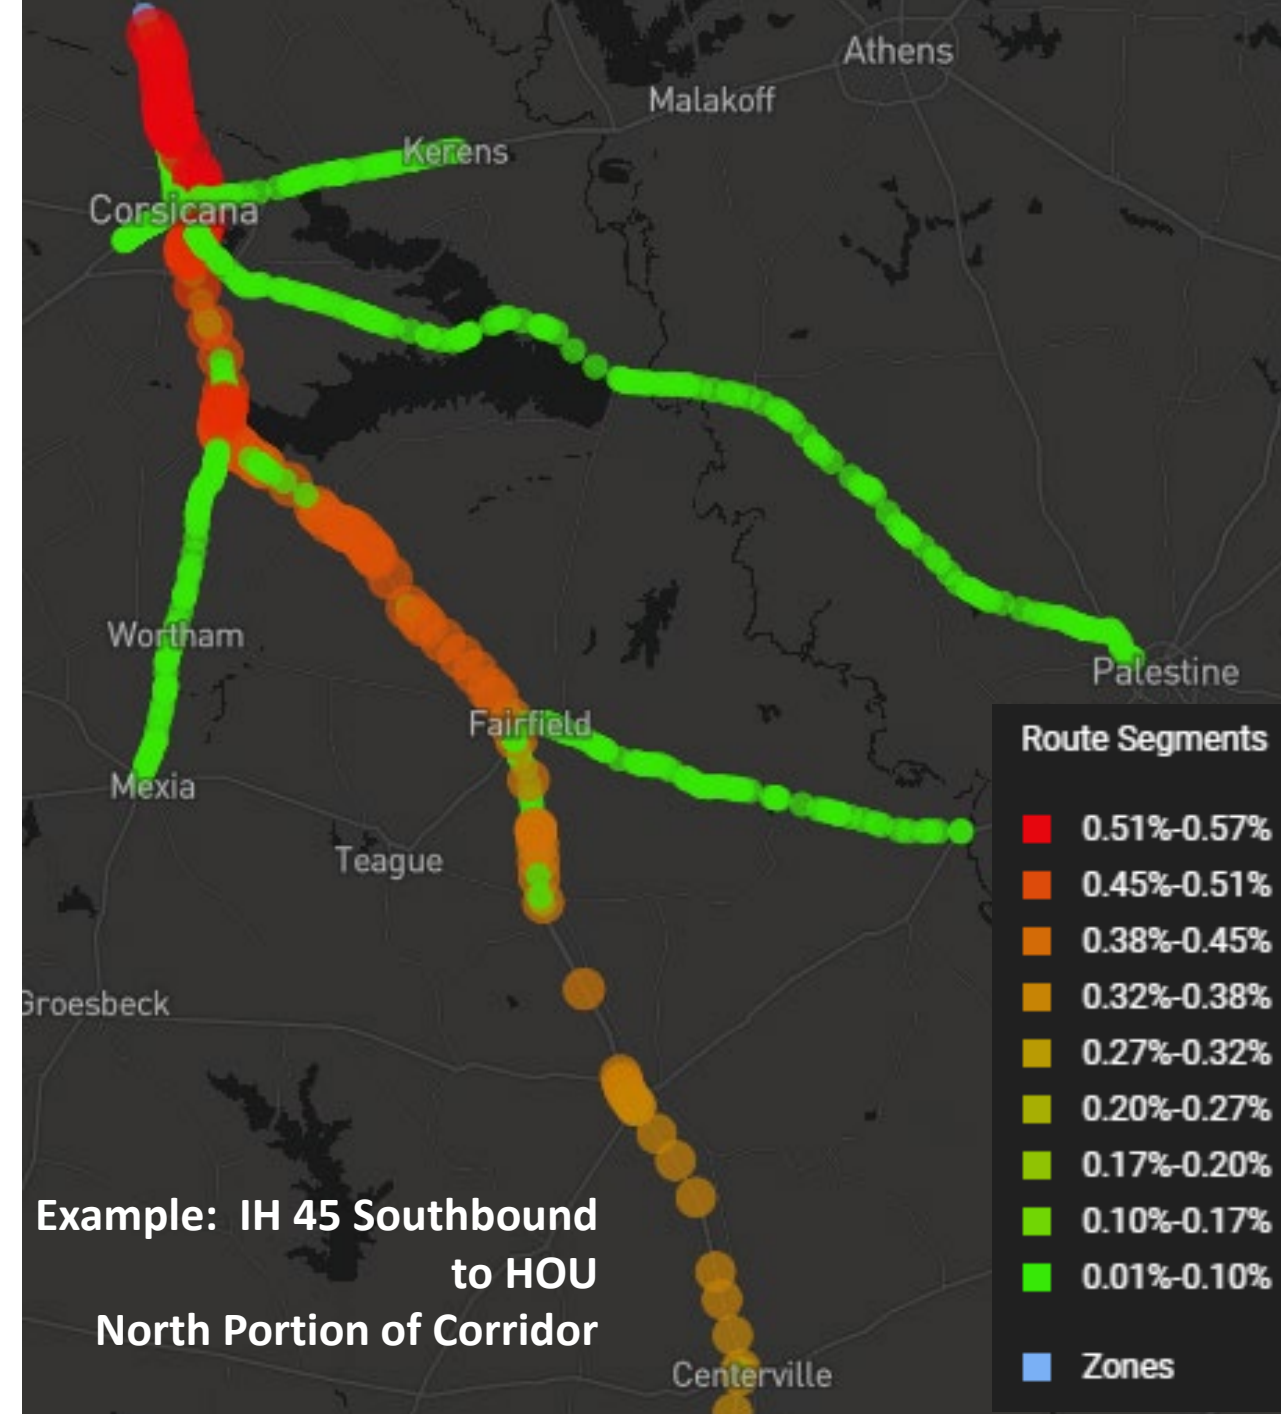 Athens
Malakoff
Kerens
Corsicana
Wortham
Palestine
Fairfield
Mexia
Teague
Groesbeck
Centerville
Route Segments
0.51%-0.57%
0.45%-0.51%
0.38%-0.45%
0.32%-0.38%
0.27%-0.32%
0.20%-0.27%
0.17%-0.20%
0.10%-0.17%
0.01%-0.10%
Zones
Example:  IH 45 Southbound
to HOU
North Portion of Corridor